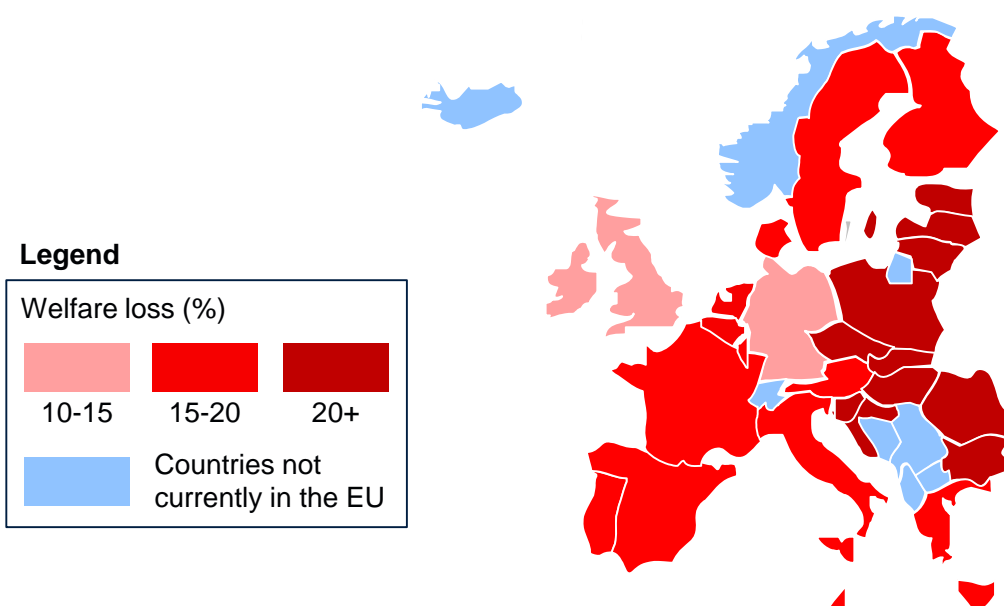 Legend
Welfare loss (%)
10-15 15-20 20+
Countries not
currently in the EU